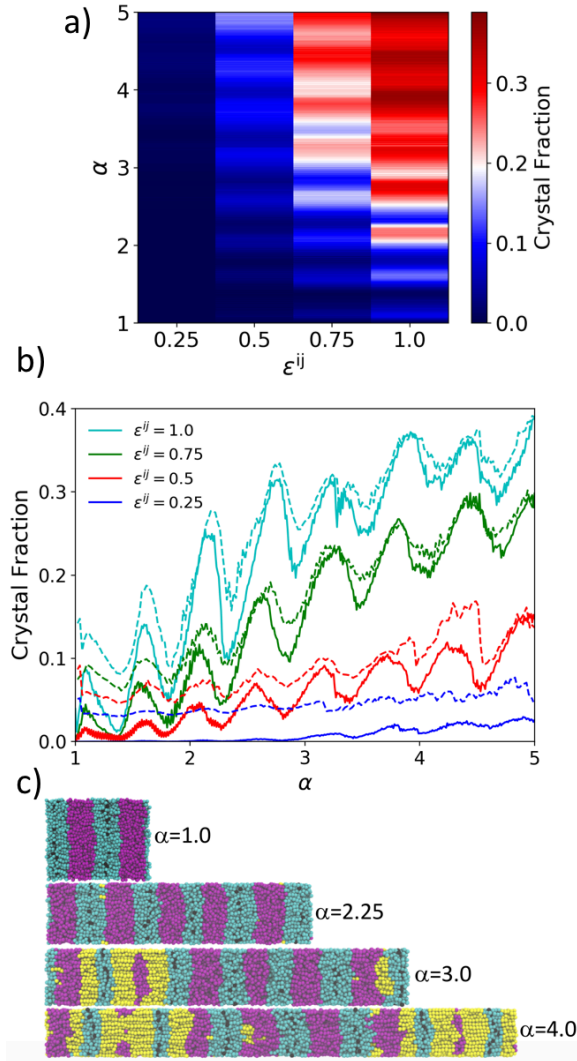 a)
5
4
3
2
1
α
0.25 0.5 0.75 1.0
ε^ij
0.3
0.2
0.1
0.0
Crystal Fraction
b)
0.4
0.3
0.2
0.1
0.0
Crystal Fraction
ε^ij = 1.0
ε^ij = 0.75
ε^ij = 0.5
ε^ij = 0.25
1 2 3 4 5
α
c)
α=1.0
α=2.25
α=3.0
α=4.0